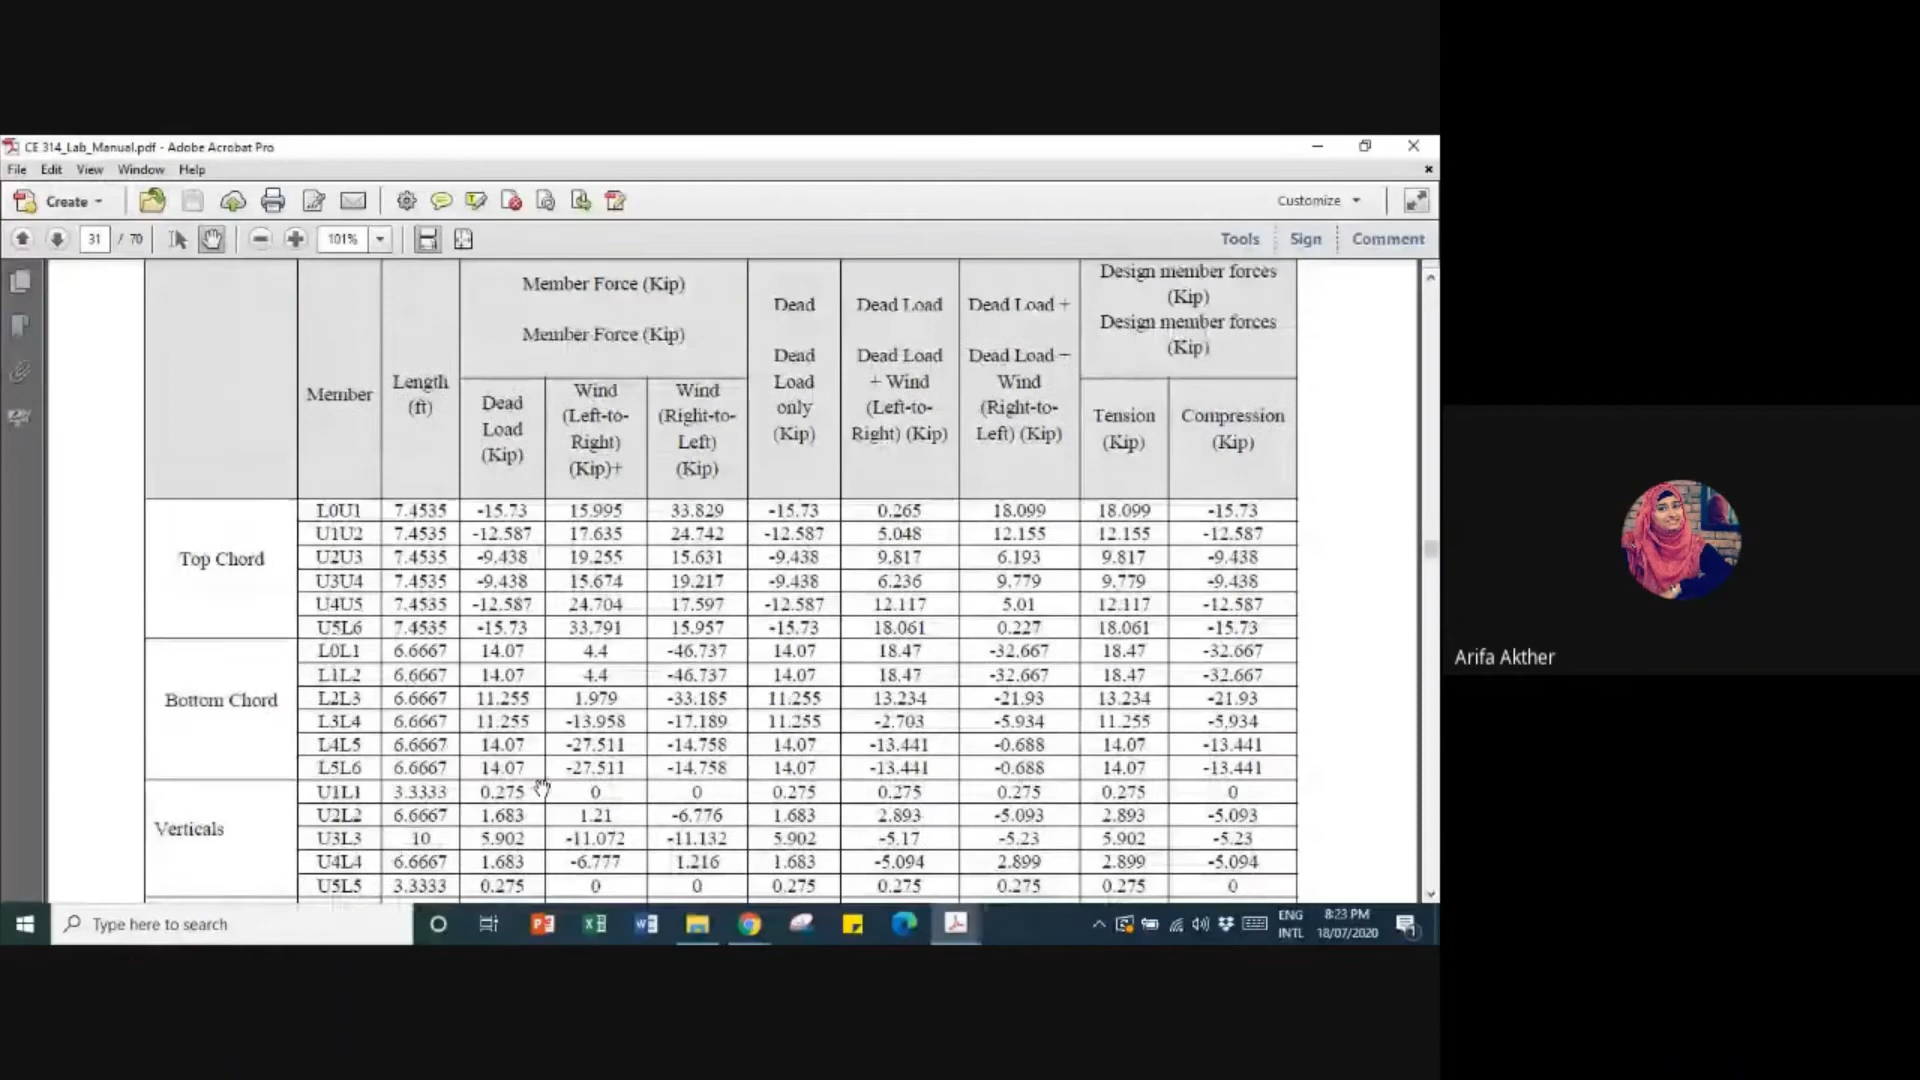 CE 314_Lab_Manual.pdf - Adobe Acrobat Pro
File Edit View Window Help
Create
Customize
31 / 70 101%
Tools Sign Comment
Member
Length
(ft)
Member Force (Kip)
Member Force (Kip)
Dead
Load
(Kip)
Wind
(Left-to-
Right)
(Kip)+
Wind
(Right-to-
Left)
(Kip)
Dead
Dead
Load
only
(Kip)
Dead Load
Dead Load
+ Wind
(Left-to-
Right) (Kip)
Dead Load +
Dead Load −
Wind
(Right-to-
Left) (Kip)
Design member forces
(Kip)
Design member forces
(Kip)
Tension
(Kip)
Compression
(Kip)
Top Chord
L0U1 7.4535 -15.73 15.995 33.829 -15.73 0.265 18.099 18.099 -15.73
U1U2 7.4535 -12.587 17.635 24.742 -12.587 5.048 12.155 12.155 -12.587
U2U3 7.4535 -9.438 19.255 15.631 -9.438 9.817 6.193 9.817 -9.438
U3U4 7.4535 -9.438 15.674 19.217 -9.438 6.236 9.779 9.779 -9.438
U4U5 7.4535 -12.587 24.704 17.597 -12.587 12.117 5.01 12.117 -12.587
U5L6 7.4535 -15.73 33.791 15.957 -15.73 18.061 0.227 18.061 -15.73
Bottom Chord
L0L1 6.6667 14.07 4.4 -46.737 14.07 18.47 -32.667 18.47 -32.667
L1L2 6.6667 14.07 4.4 -46.737 14.07 18.47 -32.667 18.47 -32.667
L2L3 6.6667 11.255 1.979 -33.185 11.255 13.234 -21.93 13.234 -21.93
L3L4 6.6667 11.255 -13.958 -17.189 11.255 -2.703 -5.934 11.255 -5.934
L4L5 6.6667 14.07 -27.511 -14.758 14.07 -13.441 -0.688 14.07 -13.441
L5L6 6.6667 14.07 -27.511 -14.758 14.07 -13.441 -0.688 14.07 -13.441
Verticals
U1L1 3.3333 0.275 0 0 0.275 0.275 0.275 0.275 0
U2L2 6.6667 1.683 1.21 -6.776 1.683 2.893 -5.093 2.893 -5.093
U3L3 10 5.902 -11.072 -11.132 5.902 -5.17 -5.23 5.902 -5.23
U4L4 6.6667 1.683 -6.777 1.216 1.683 -5.094 2.899 2.899 -5.094
U5L5 3.3333 0.275 0 0 0.275 0.275 0.275 0.275 0
Type here to search
ENG
INTL
8:23 PM
18/07/2020
1
Arifa Akther